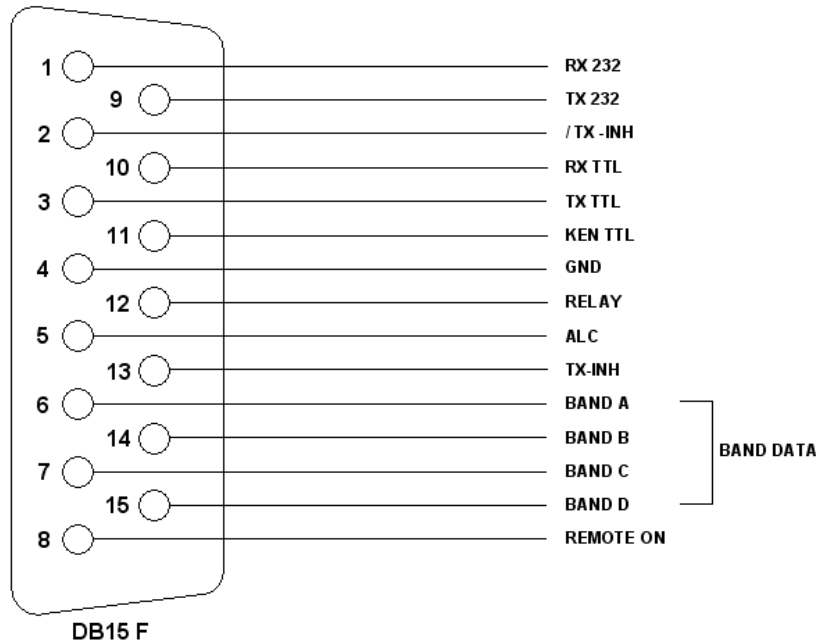 1 RX 232
9 TX 232
2 / TX -INH
10 RX TTL
3 TX TTL
11 KEN TTL
4 GND
12 RELAY
5 ALC
13 TX-INH
6 BAND A
14 BAND B
BAND DATA
7 BAND C
15 BAND D
8 REMOTE ON
DB15 F